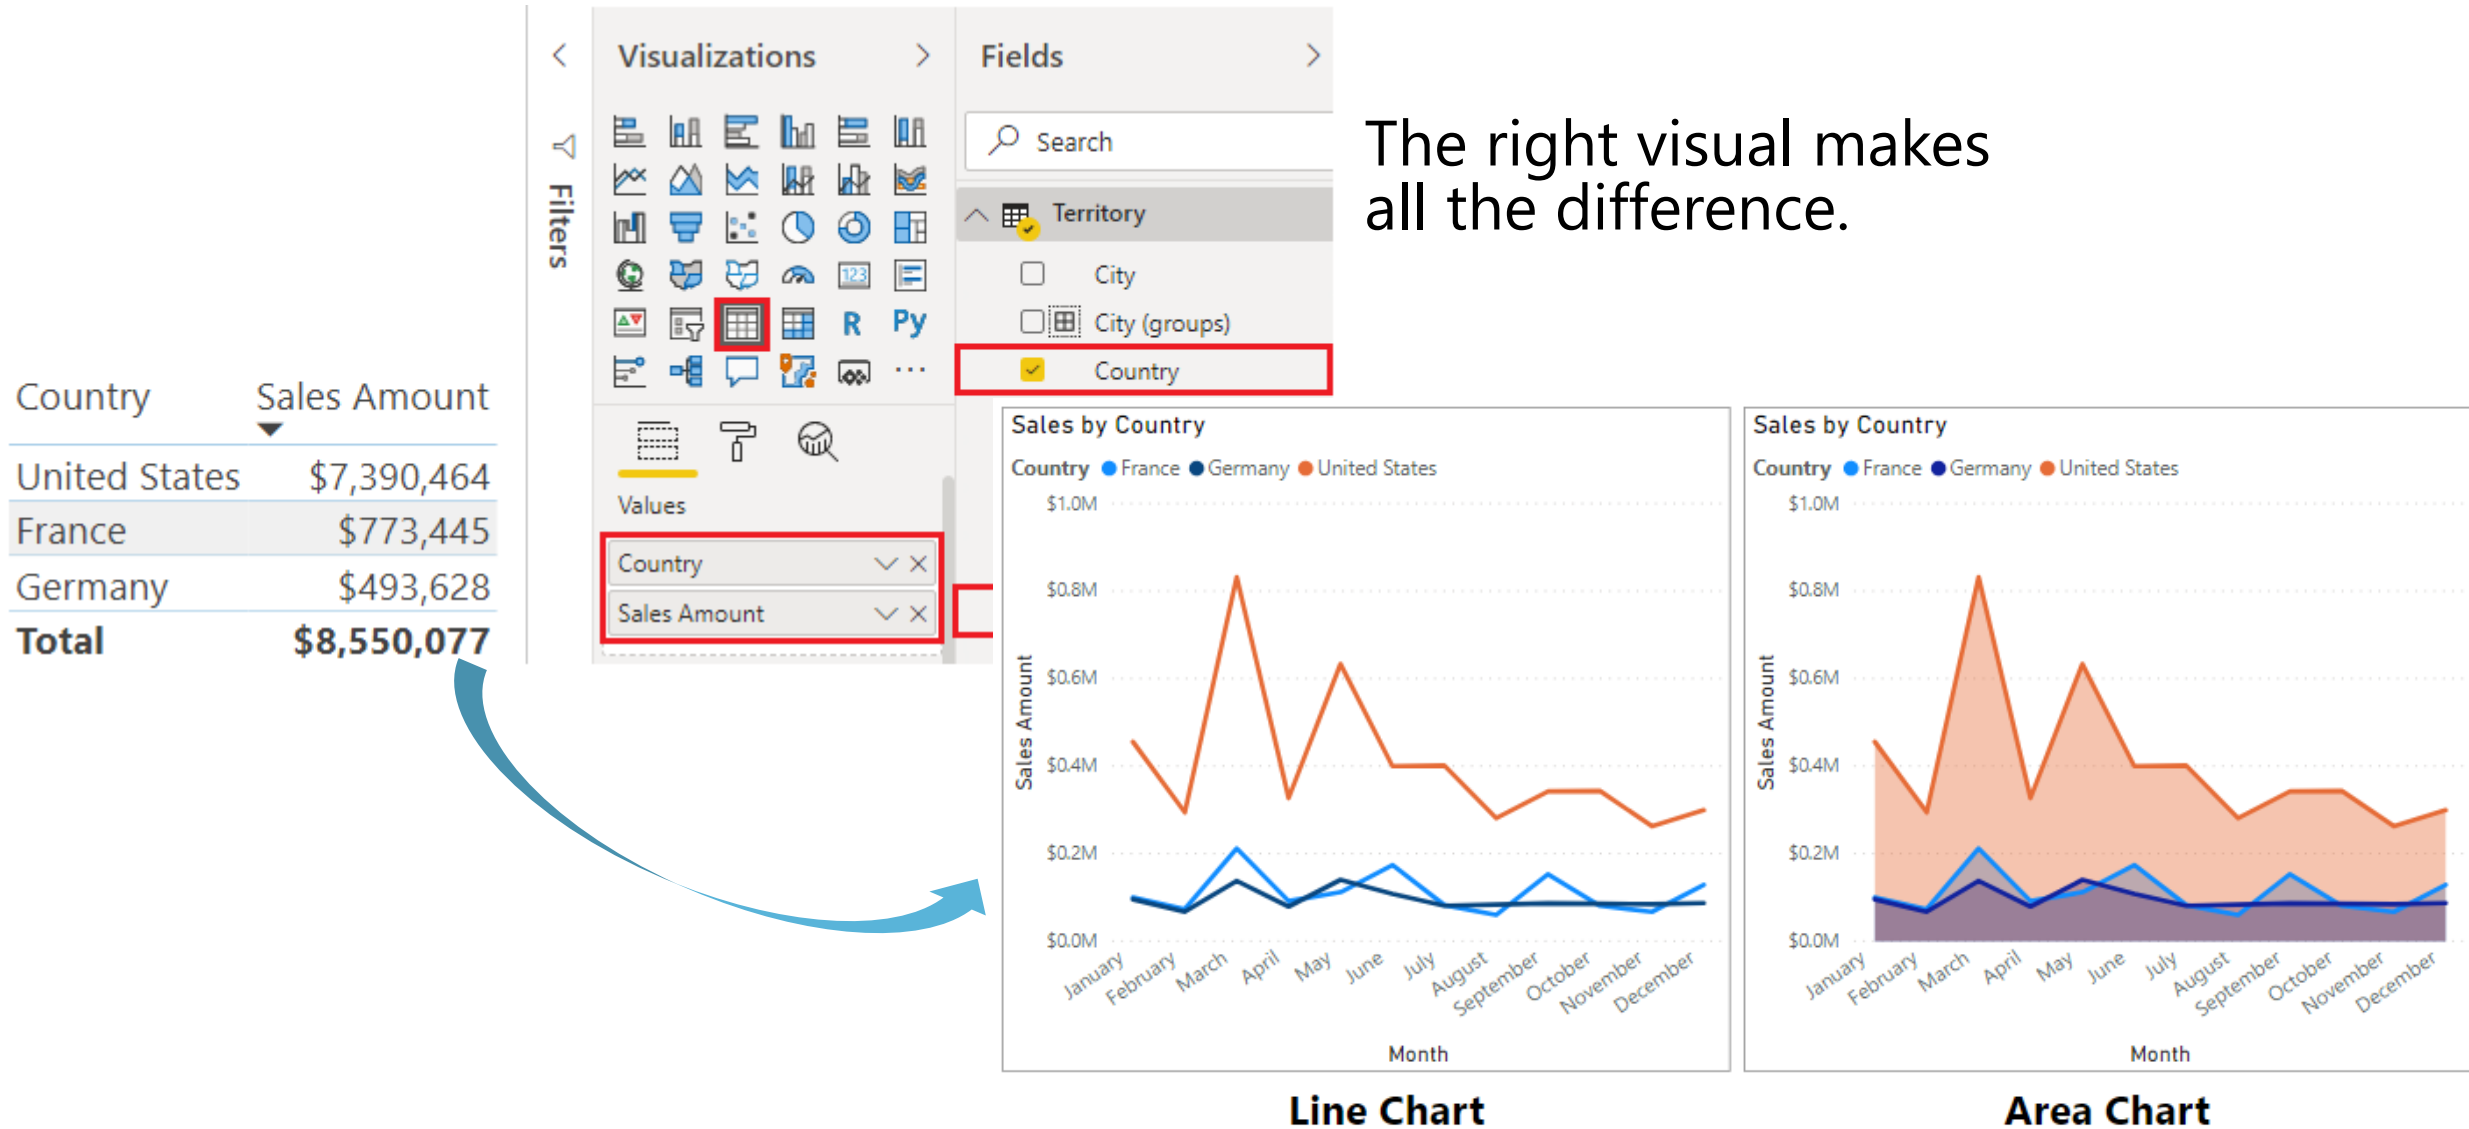 Country Sales Amount
United States $7,390,464
France $773,445
Germany $493,628
Total $8,550,077
Filters
Visualizations
123
R Py
Values
Country
Sales Amount
Fields
Search
Territory
City
City (groups)
Country
The right visual makes
all the difference.
Sales by Country
Country France Germany United States
$1.0M
$0.8M
$0.6M
$0.4M
$0.2M
$0.0M
Sales Amount
January February March April May June July August September October November December
Month
Line Chart
Sales by Country
Country France Germany United States
$1.0M
$0.8M
$0.6M
$0.4M
$0.2M
$0.0M
Sales Amount
January February March April May June July August September October November December
Month
Area Chart